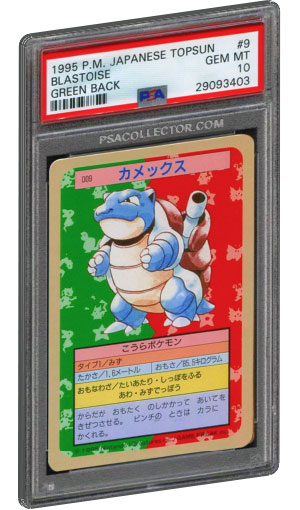 1995 P.M. JAPANESE TOPSUN #9
BLASTOISE GEM MT
GREEN BACK 10
PSA 29093403
PSACOLLECTOR.COM
009 カメックス
こうらポケモン
タイプ1/みず
たかさ/1.6メートル おもさ/85.5キログラム
おもなわざ/たいあたり・しっぽをふる
あわ・みずでっぽう
からだが おもたく のしかかって あいてを
きぜつさせる。 ピンチの ときは カラに
かくれる。